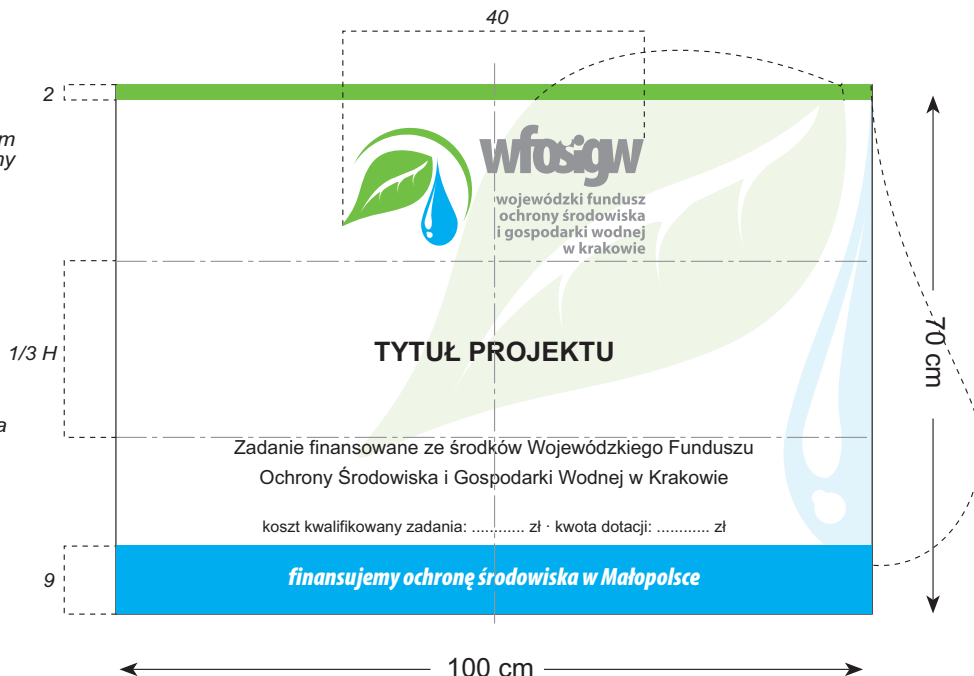 40
2
m
ny
wfosigw
wojewódzki fundusz
ochrony środowiska
i gospodarki wodnej
w krakowie
1/3 H
TYTUŁ PROJEKTU
70 cm
a
Zadanie finansowane ze środków Wojewódzkiego Funduszu
Ochrony Środowiska i Gospodarki Wodnej w Krakowie
koszt kwalifikowany zadania: ............ zł · kwota dotacji: ............ zł
9
finansujemy ochronę środowiska w Małopolsce
100 cm